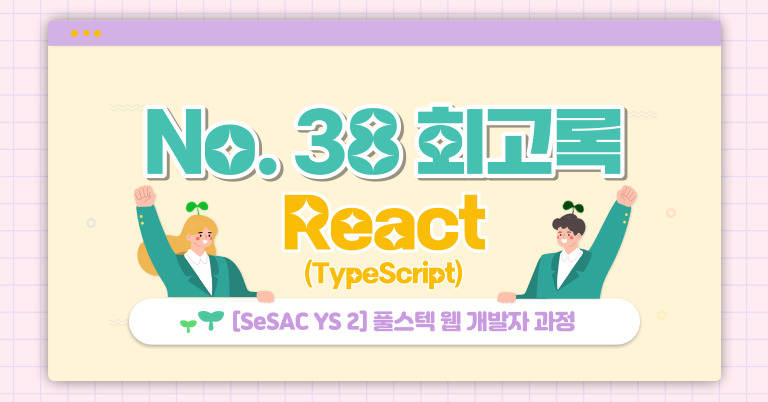 No. 38 회고록
React
(TypeScript)
[SeSAC YS 2] 풀스텍 웹 개발자 과정